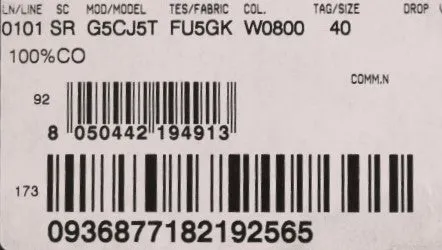 LN/LINE SC MOD/MODEL TES/FABRIC COL. TAG/SIZE DROP
0101 SR G5CJ5T FU5GK W0800 40
100%CO
COMM.N
92
8 050442 194913
173
0936877182192565